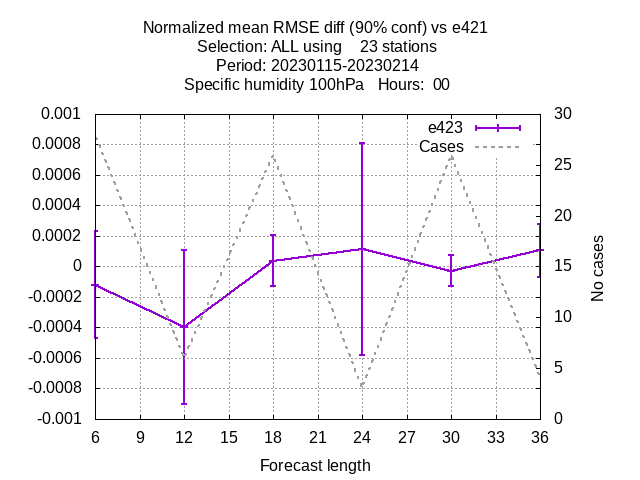 Normalized mean RMSE diff (90% conf) vs e421
Selection: ALL using    23 stations
Period: 20230115-20230214
Specific humidity 100hPa   Hours:  00
0.001
0.0008
0.0006
0.0004
0.0002
0
-0.0002
-0.0004
-0.0006
-0.0008
-0.001
e423
Cases
30
25
20
15
10
5
0
No cases
6 9 12 15 18 21 24 27 30 33 36
Forecast length